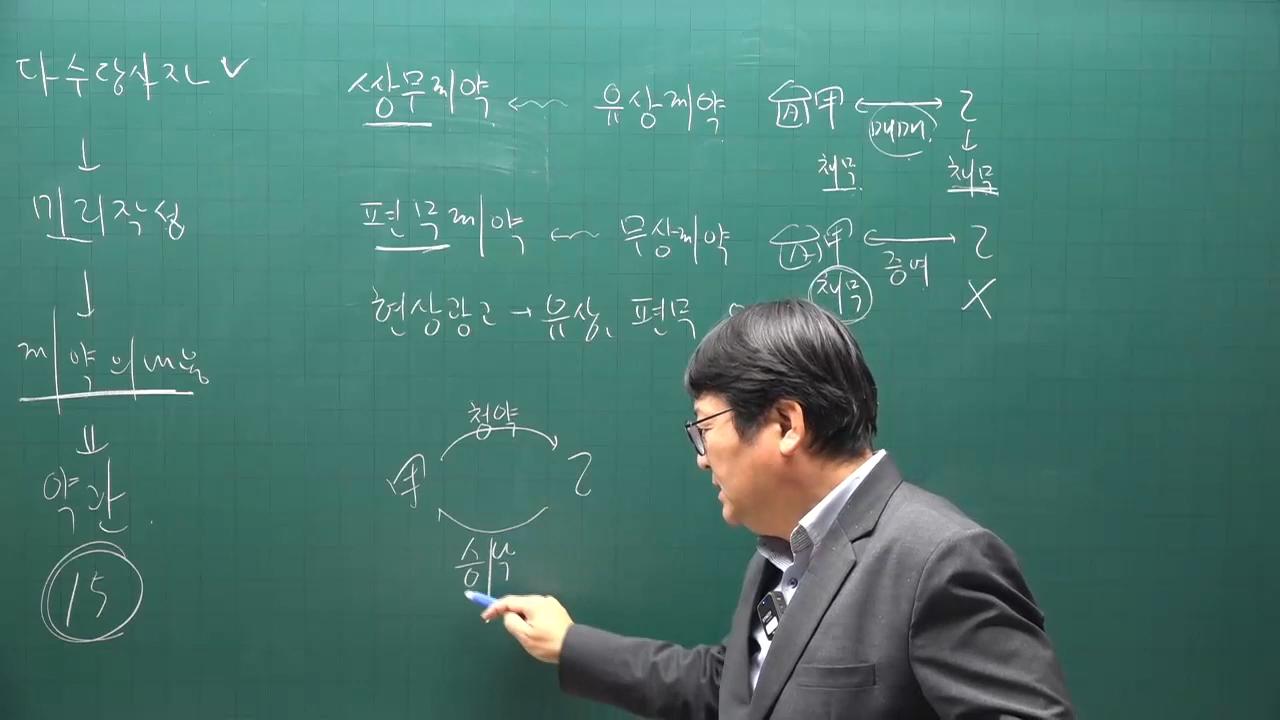 다수당사자 ✓
↓
미리작성
↓
계약의내용
⇓
약관
15
쌍무계약 ← 유상계약 A 甲 ↔ 乙
매매
↓
채무 채무
편무계약 ← 무상계약 A 甲 ↔ 乙
증여
채무 X
현상광고 → 유상, 편무
청약
甲 乙
승낙